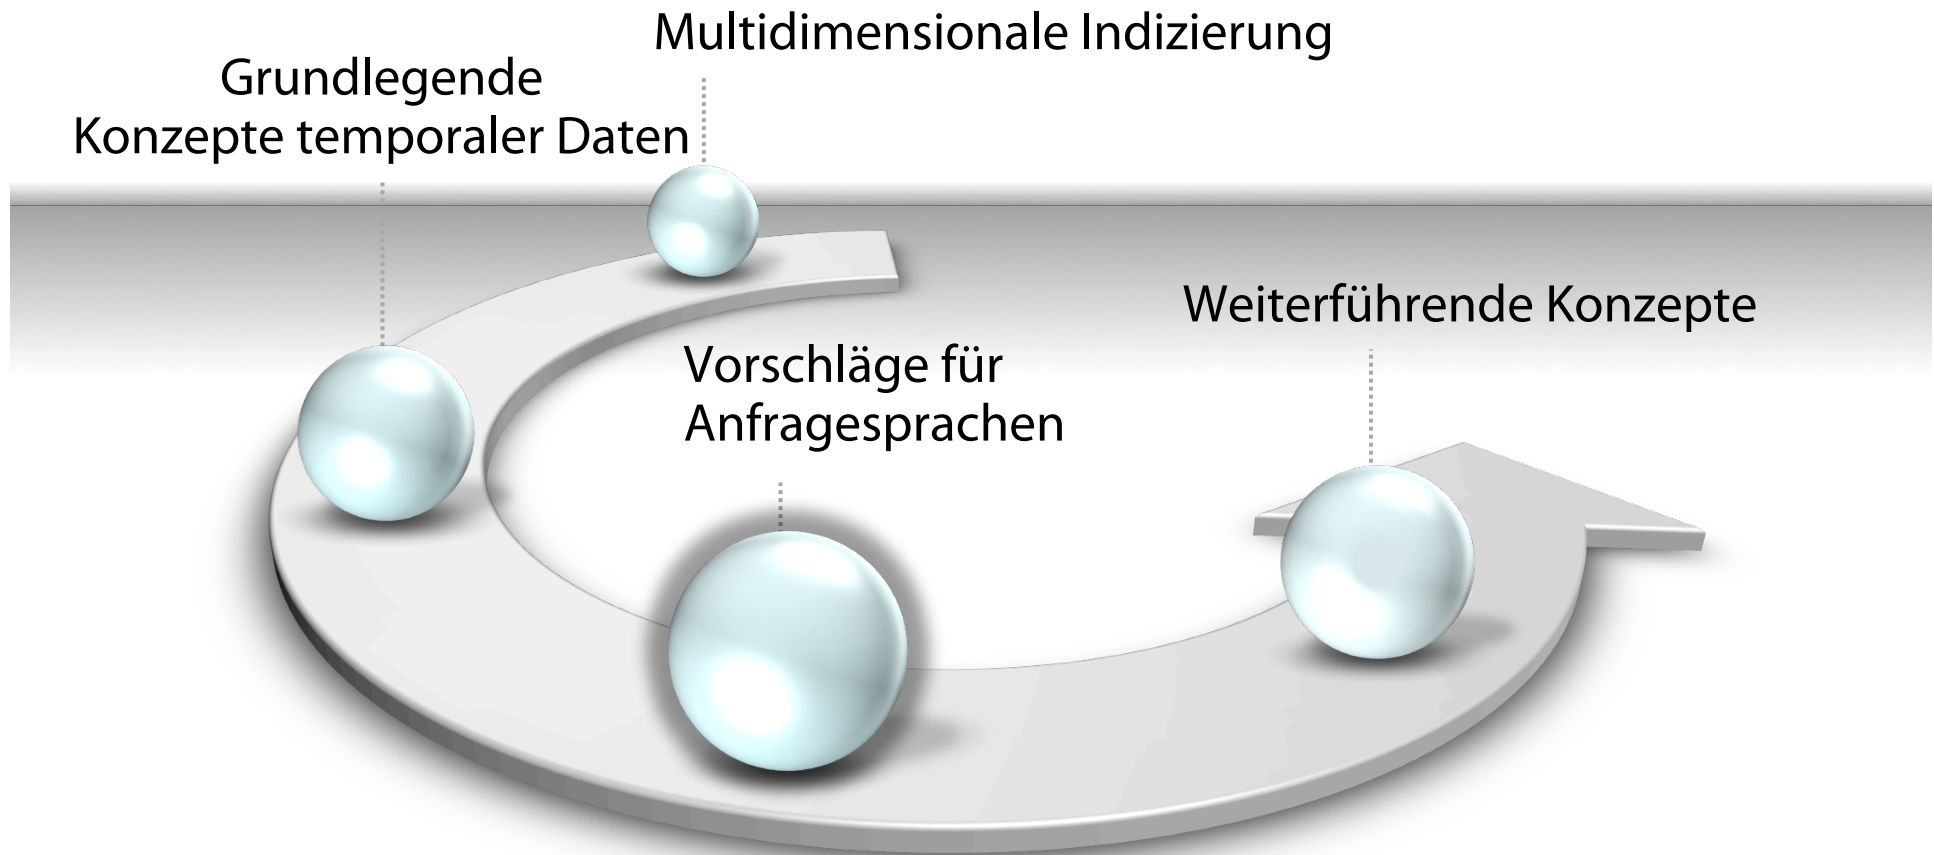 Multidimensionale Indizierung
Grundlegende
Konzepte temporaler Daten
Weiterführende Konzepte
Vorschläge für
Anfragesprachen